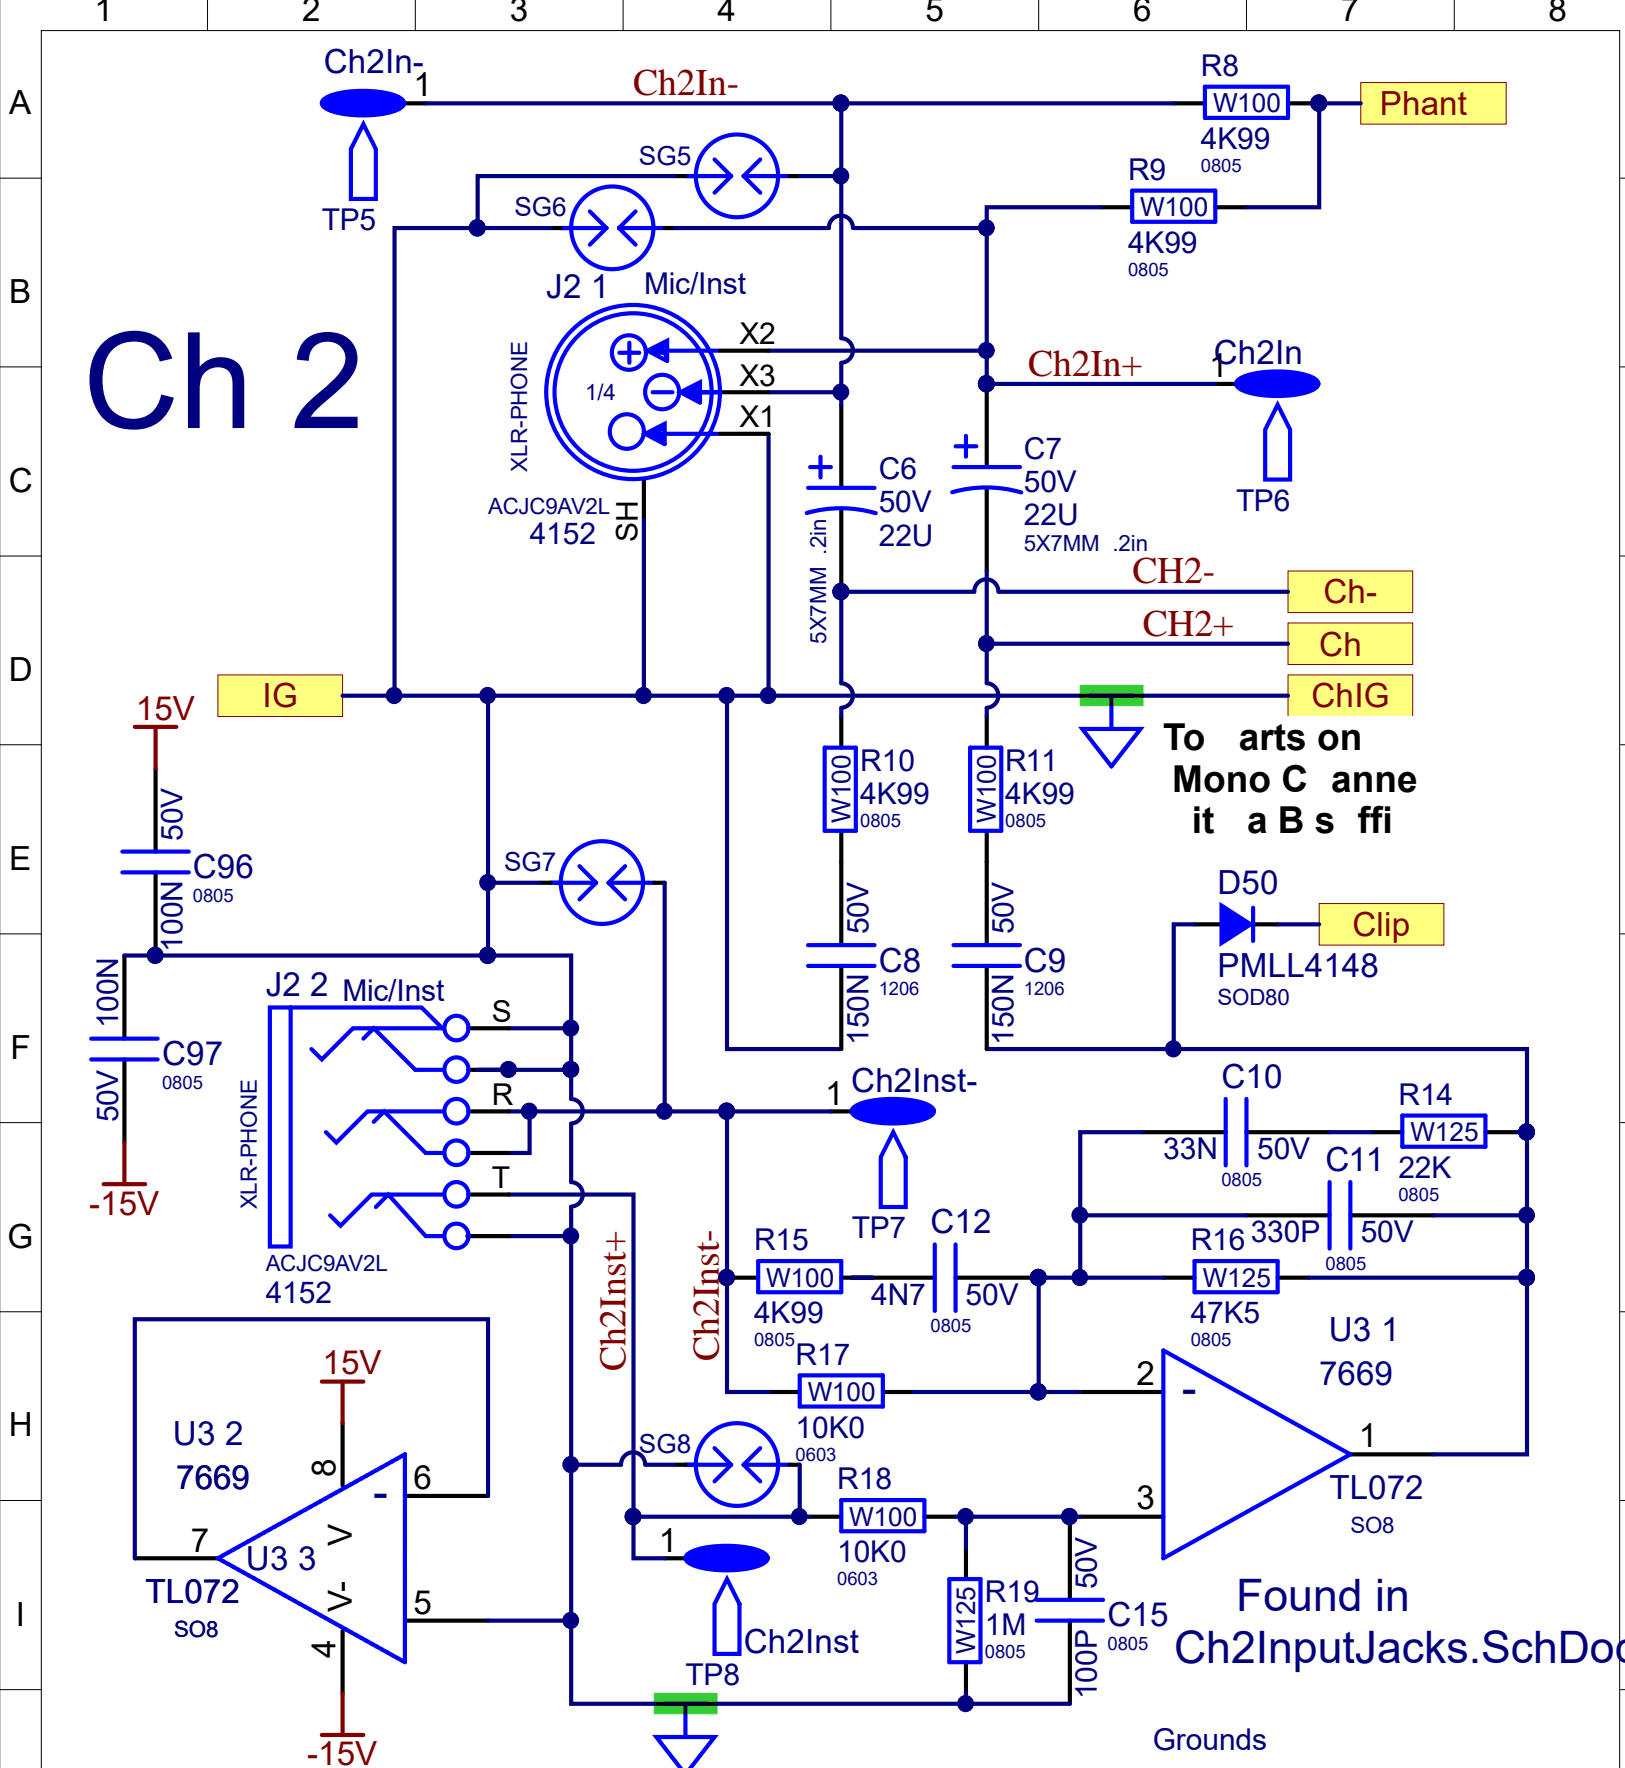 1 2 3 4 5 6 7 8
A
B
C
D
E
F
G
H
I
Ch2In-
1
Ch2In-
R8
W100
4K99
0805
Phant
TP5
SG5
SG6
R9
W100
4K99
0805
J2 1
Mic/Inst
Ch 2
XLR-PHONE
1/4
X2
X3
X1
SH
ACJC9AV2L
4152
Ch2In+
1
Ch2In
TP6
+
C6
50V
22U
5X7MM .2in
+
C7
50V
22U
5X7MM .2in
CH2-
Ch-
CH2+
Ch
IG
ChIG
To arts on
Mono C anne
it a B s ffi
15V
50V
C96
0805
100N
100N
C97
0805
50V
-15V
SG7
W100
R10
4K99
0805
W100
R11
4K99
0805
50V
C8
1206
150N
50V
C9
1206
150N
D50
Clip
PMLL4148
SOD80
J2 2
Mic/Inst
S
R
T
XLR-PHONE
ACJC9AV2L
4152
1
Ch2Inst-
TP7
C10
33N
50V
0805
R14
W125
22K
0805
C11
330P
50V
0805
R15
W100
4K99
0805
C12
4N7
50V
0805
R16
W125
47K5
0805
Ch2Inst+
Ch2Inst-
R17
W100
10K0
0603
U3 1
7669
2
-
3
1
TL072
SO8
SG8
R18
W100
10K0
0603
15V
U3 2
7669
8
6
-
7
U3 3
V
V-
TL072
SO8
5
4
-15V
1
Ch2Inst
TP8
W125
R19
1M
0805
50V
C15
0805
100P
Found in
Ch2InputJacks.SchDoc
Grounds